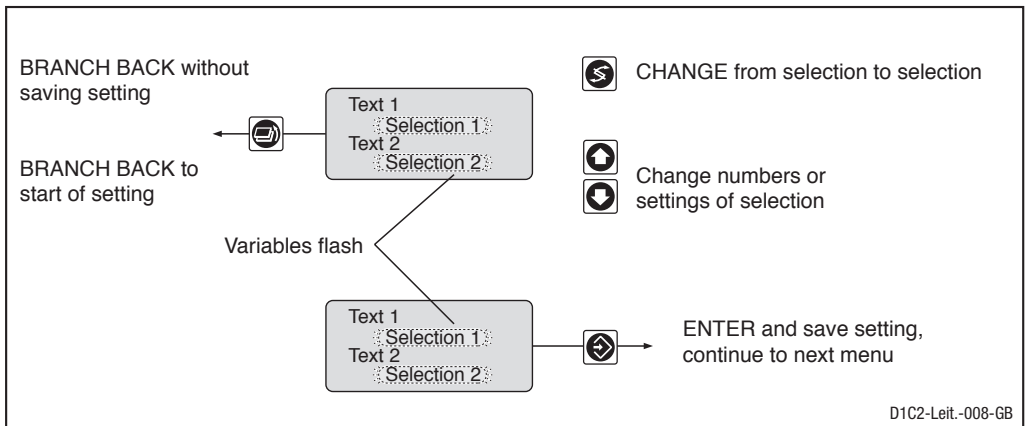 BRANCH BACK without
saving setting
BRANCH BACK to
start of setting
Text 1
Selection 1
Text 2
Selection 2
CHANGE from selection to selection
Change numbers or
settings of selection
Variables flash
Text 1
Selection 1
Text 2
Selection 2
ENTER and save setting,
continue to next menu
D1C2-Leit.-008-GB